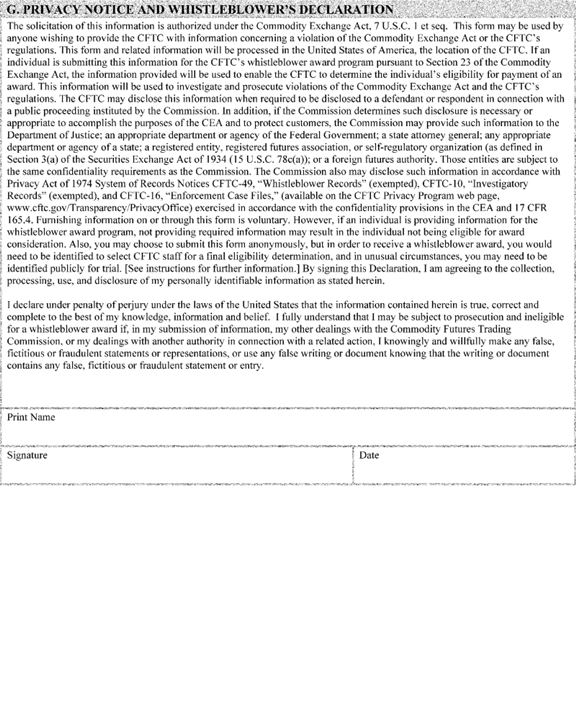 G. PRIVACY NOTICE AND WHISTLEBLOWER'S DECLARATION
The solicitation of this information is authorized under the Commodity Exchange Act, 7 U.S.C. 1 et seq. This form may be used by
anyone wishing to provide the CFTC with information concerning a violation of the Commodity Exchange Act or the CFTC's
regulations. This form and related information will be processed in the United States of America, the location of the CFTC. If an
individual is submitting this information for the CFTC's whistleblower award program pursuant to Section 23 of the Commodity
Exchange Act, the information provided will be used to enable the CFTC to determine the individual's eligibility for payment of an
award. This information will be used to investigate and prosecute violations of the Commodity Exchange Act and the CFTC's
regulations. The CFTC may disclose this information when required to be disclosed to a defendant or respondent in connection with
a public proceeding instituted by the Commission. In addition, if the Commission determines such disclosure is necessary or
appropriate to accomplish the purposes of the CEA and to protect customers, the Commission may provide such information to the
Department of Justice; an appropriate department or agency of the Federal Government; a state attorney general; any appropriate
department or agency of a state; a registered entity, registered futures association, or self-regulatory organization (as defined in
Section 3(a) of the Securities Exchange Act of 1934 (15 U.S.C. 78c(a)); or a foreign futures authority. Those entities are subject to
the same confidentiality requirements as the Commission. The Commission also may disclose such information in accordance with
Privacy Act of 1974 System of Records Notices CFTC-49, "Whistleblower Records" (exempted), CFTC-10, "Investigatory
Records" (exempted), and CFTC-16, "Enforcement Case Files," (available on the CFTC Privacy Program web page,
www.cftc.gov/Transparency/PrivacyOffice) exercised in accordance with the confidentiality provisions in the CEA and 17 CFR
165.4. Furnishing information on or through this form is voluntary. However, if an individual is providing information for the
whistleblower award program, not providing required information may result in the individual not being eligible for award
consideration. Also, you may choose to submit this form anonymously, but in order to receive a whistleblower award, you would
need to be identified to select CFTC staff for a final eligibility determination, and in unusual circumstances, you may need to be
identified publicly for trial. [See instructions for further information.] By signing this Declaration, I am agreeing to the collection,
processing, use, and disclosure of my personally identifiable information as stated herein.
I declare under penalty of perjury under the laws of the United States that the information contained herein is true, correct and
complete to the best of my knowledge, information and belief. I fully understand that I may be subject to prosecution and ineligible
for a whistleblower award if, in my submission of information, my other dealings with the Commodity Futures Trading
Commission, or my dealings with another authority in connection with a related action, I knowingly and willfully make any false,
fictitious or fraudulent statements or representations, or use any false writing or document knowing that the writing or document
contains any false, fictitious or fraudulent statement or entry.
Print Name
Signature
Date